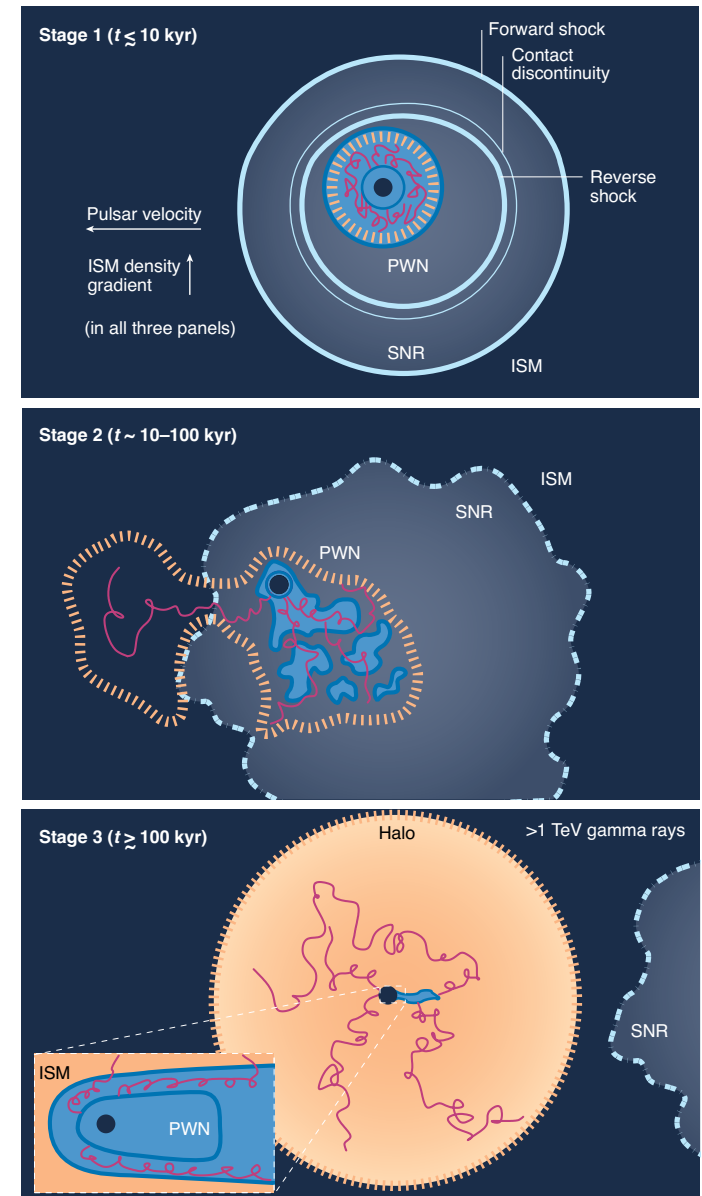 Stage 1 (t ≲ 10 kyr)
Forward shock
Contact
discontinuity
Reverse
shock
Pulsar velocity
ISM density
gradient
(in all three panels)
PWN
SNR
ISM
Stage 2 (t ~ 10–100 kyr)
ISM
SNR
PWN
Stage 3 (t ≳ 100 kyr)
Halo
>1 TeV gamma rays
SNR
ISM
PWN